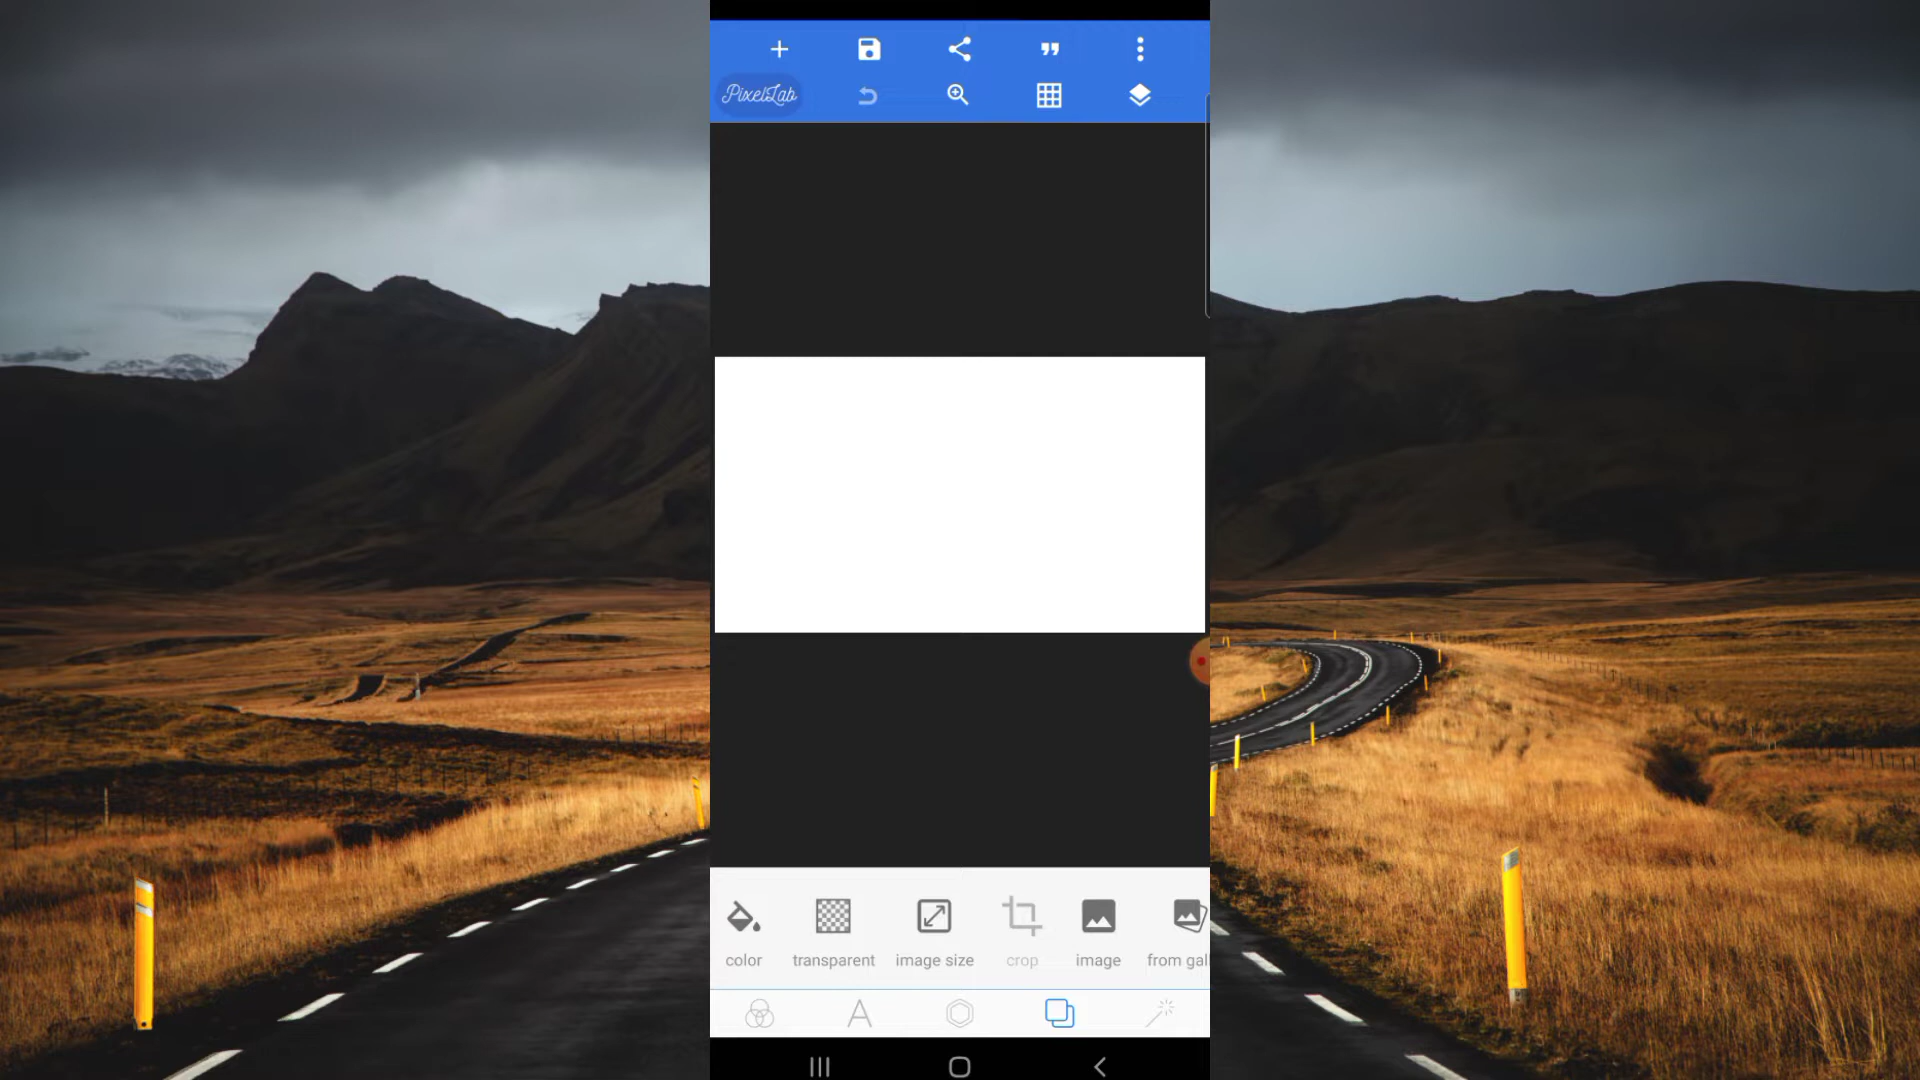 PixelLab
color
transparent
image size
crop
image
from gal